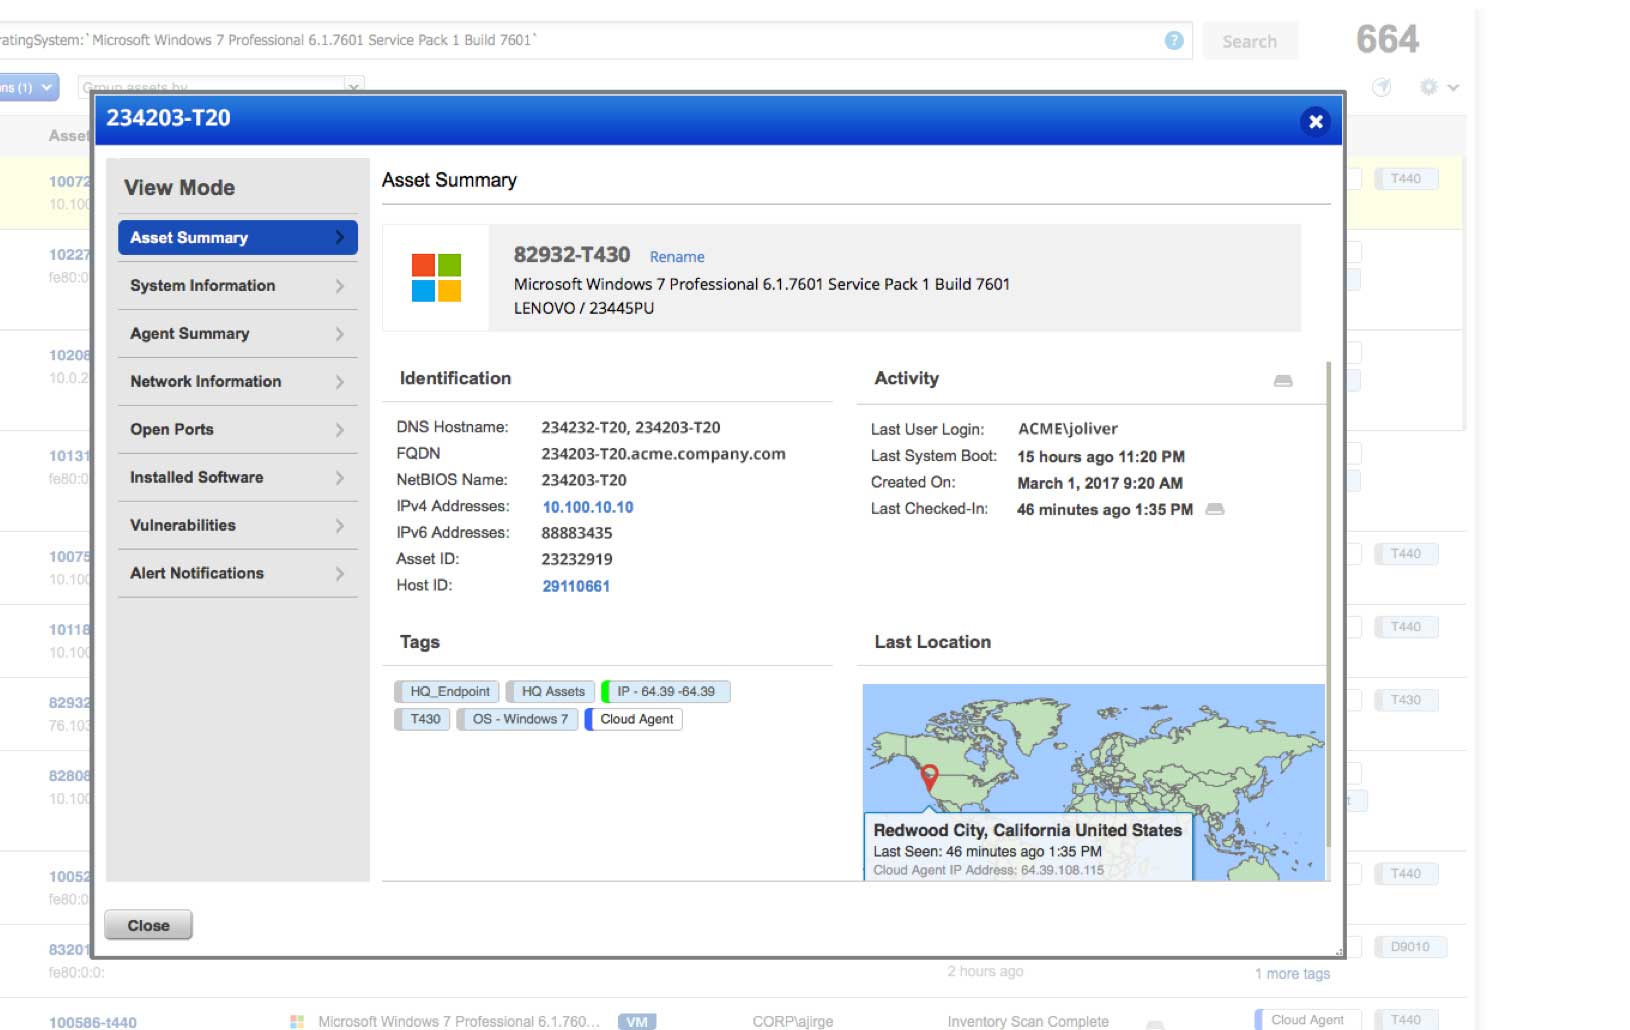 ratingSystem:`Microsoft Windows 7 Professional 6.1.7601 Service Pack 1 Build 7601`
?
Search
664
ns (1)
Group assets by
Asset
234203-T20
View Mode
Asset Summary
System Information
Agent Summary
Network Information
Open Ports
Installed Software
Vulnerabilities
Alert Notifications
Close
Asset Summary
82932-T430 Rename
Microsoft Windows 7 Professional 6.1.7601 Service Pack 1 Build 7601
LENOVO / 23445PU
Identification
DNS Hostname: 234232-T20, 234203-T20
FQDN 234203-T20.acme.company.com
NetBIOS Name: 234203-T20
IPv4 Addresses: 10.100.10.10
IPv6 Addresses: 88883435
Asset ID: 23232919
Host ID: 29110661
Activity
Last User Login: ACME\joliver
Last System Boot: 15 hours ago 11:20 PM
Created On: March 1, 2017 9:20 AM
Last Checked-In: 46 minutes ago 1:35 PM
Tags
HQ_Endpoint HQ Assets IP - 64.39 -64.39
T430 OS - Windows 7 Cloud Agent
Last Location
Redwood City, California United States
Last Seen: 46 minutes ago 1:35 PM
Cloud Agent IP Address: 64.39.108.115
10072
10.100
T440
10227
fe80:0
10208
10.0.2
10131
fe80:0
10075
10.100
T440
10118
10.100
T440
82932
76.103
T430
82808
10.100
t
10052
fe80:0
T440
83201
fe80:0:0:
2 hours ago
D9010
1 more tags
100586-t440
Microsoft Windows 7 Professional 6.1.760...
VM
CORP\ajirge
Inventory Scan Complete
Cloud Agent
T440